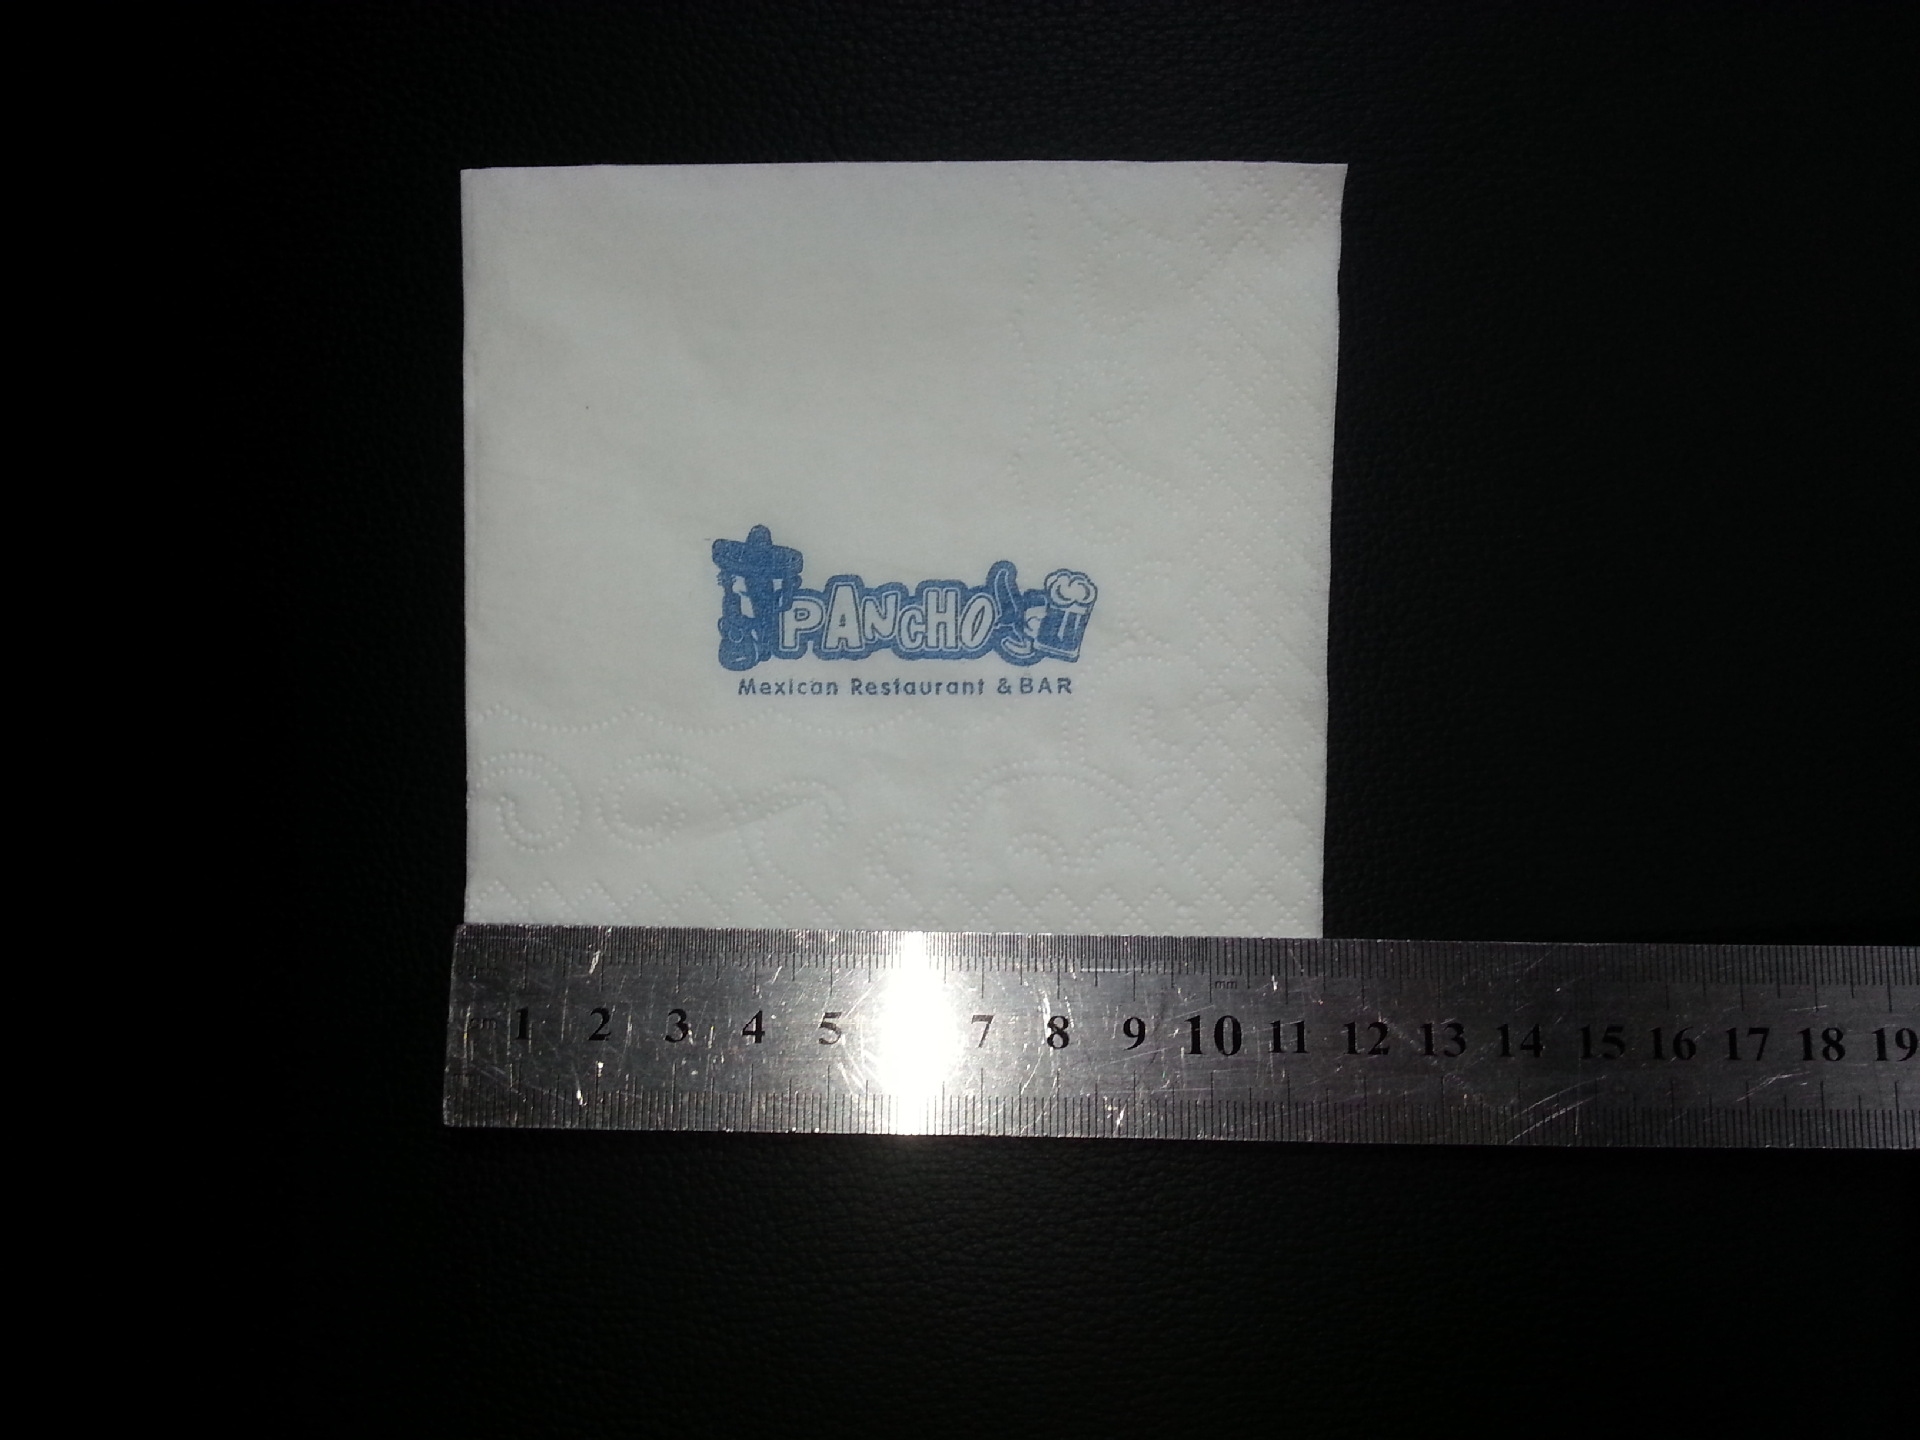 PANCHO'S
Mexican Restaurant & BAR
mm
1 2 3 4 5 7 8 9 10 11 12 13 14 15 16 17 18 19